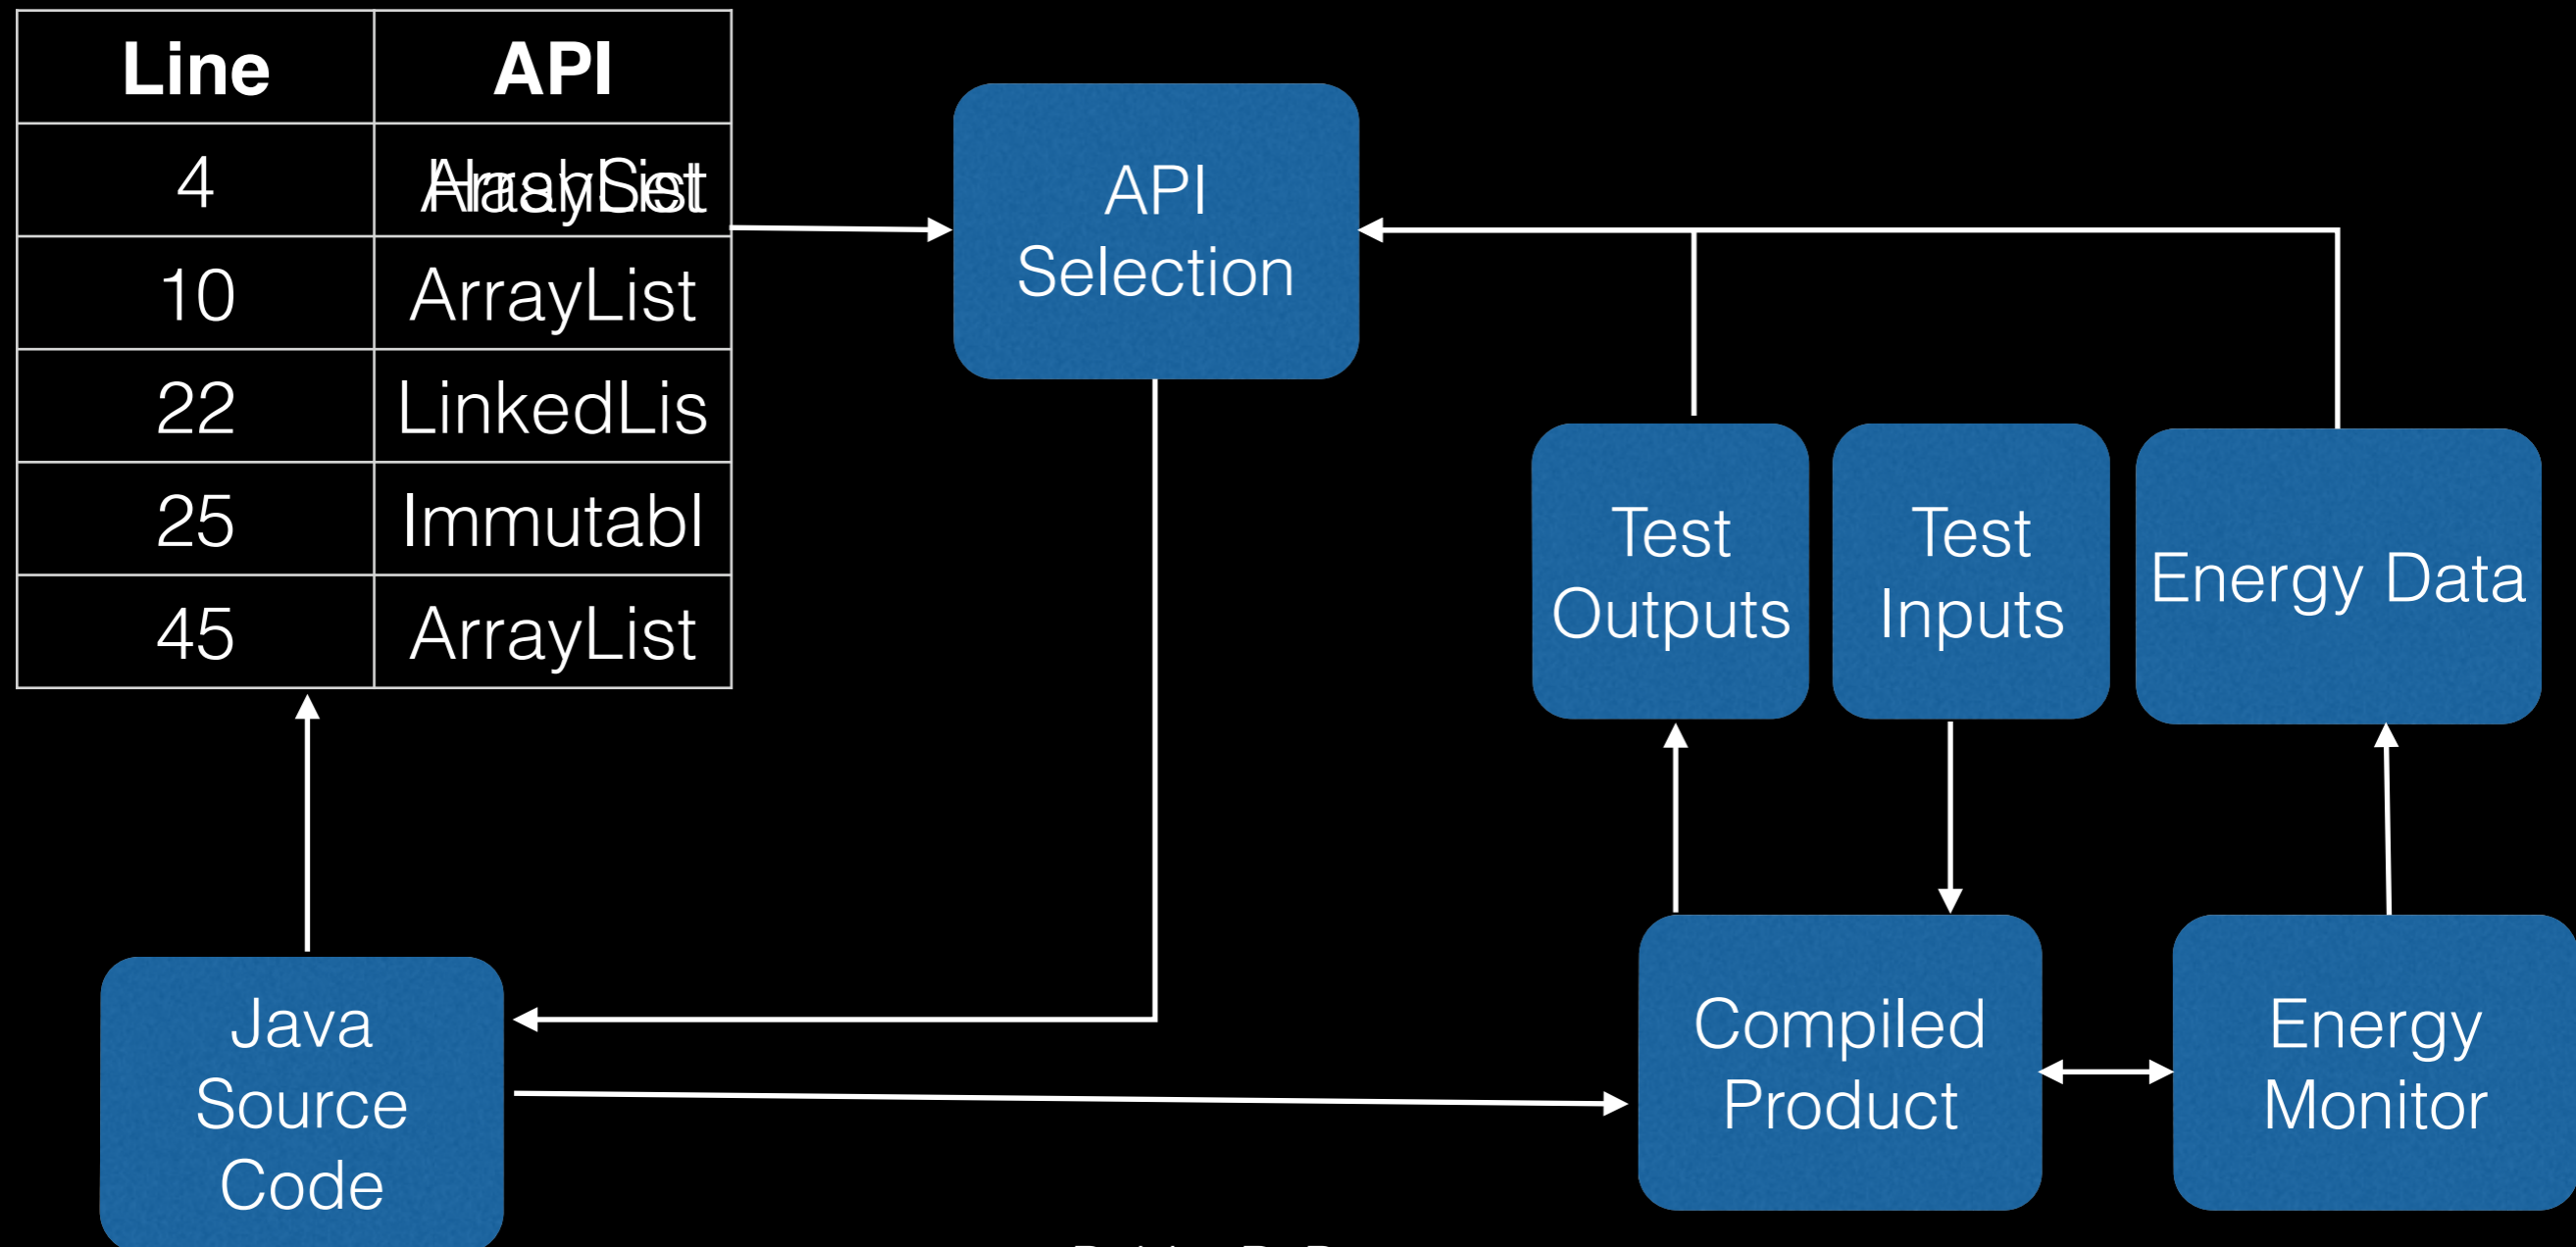 Line API
4
10 ArrayList
22 LinkedLis
25 Immutabl
45 ArrayList
API
Selection
Test
Outputs
Test
Inputs
Energy Data
Java
Source
Code
Compiled
Product
Energy
Monitor